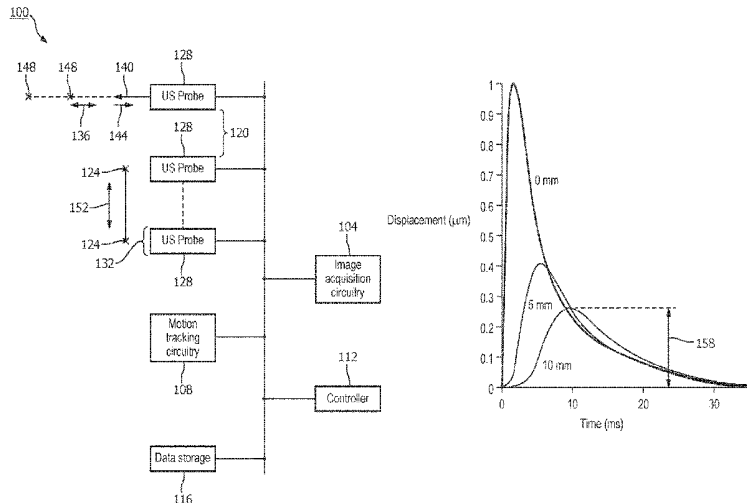 100
148
148
140
128
US Probe
136
144
128
120
124
US Probe
152
124
US Probe
132
128
104
Image
acquisition
circuitry
Motion
tracking
circuitry
108
112
Controller
Data storage
116
1
0.9
0.8
0.7
0.6
0.5
0.4
0.3
0.2
0.1
0
Displacement (μm)
0 mm
5 mm
10 mm
158
0
10
20
30
Time (ms)